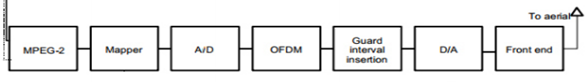 To aerial
MPEG-2
Mapper
A/D
OFDM
Guard
interval
insertion
D/A
Front end